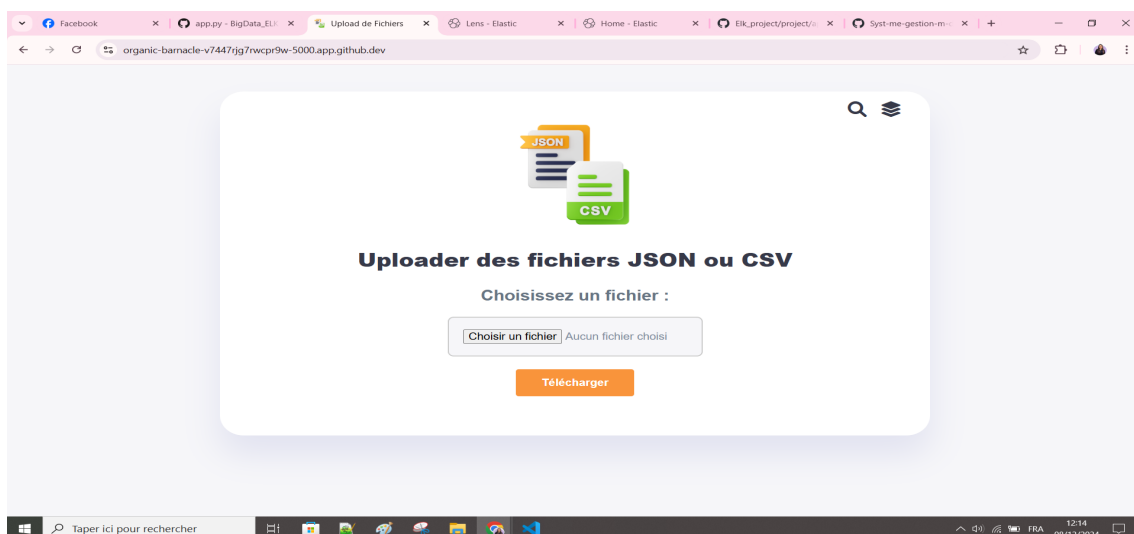 Facebook
app.py - BigData_EL
Upload de Fichiers
Lens - Elastic
Home - Elastic
Elk_project/project/a
Syst-me-gestion-m-
organic-barnacle-v7447rjg7rwcpr9w-5000.app.github.dev
JSON
CSV
Uploader des fichiers JSON ou CSV
Choisissez un fichier :
Choisir un fichier Aucun fichier choisi
Télécharger
Taper ici pour rechercher
FRA
12:14